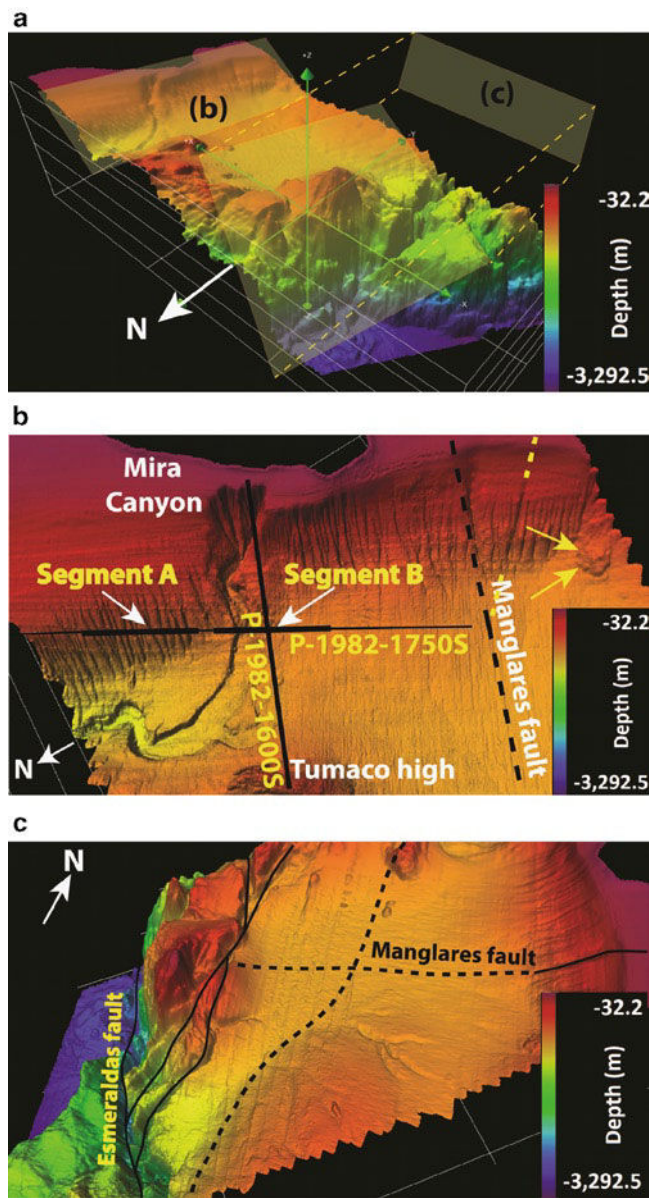 a
+Z
(b)
(c)
+X
-Y
-32.2
Depth (m)
N
-X
-3,292.5
b
Mira
Canyon
Segment A
Segment B
Manglares fault
P-1982-1750S
P-1982-1600S
-32.2
Depth (m)
N
Tumaco high
-3,292.5
c
N
Manglares fault
Esmeraldas fault
-32.2
Depth (m)
-3,292.5